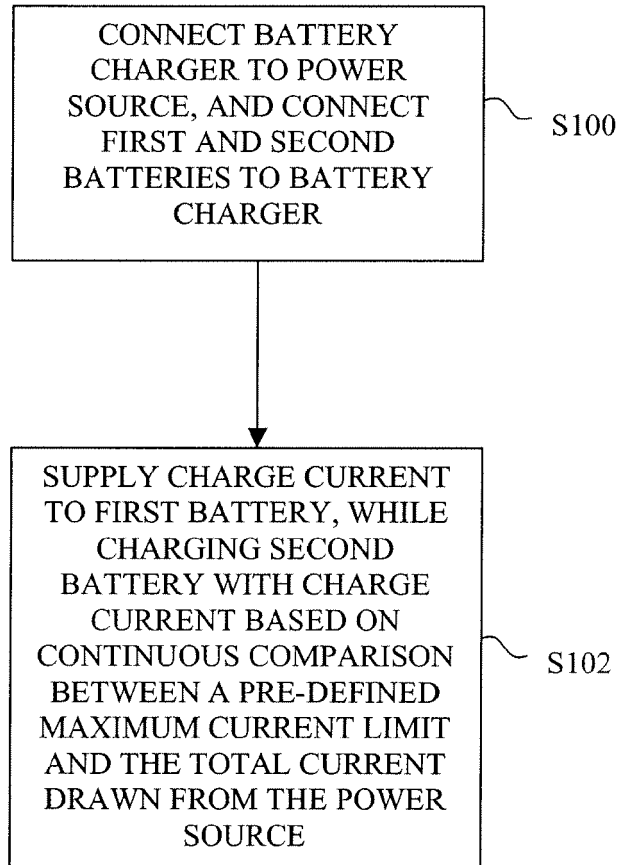 CONNECT BATTERY
CHARGER TO POWER
SOURCE, AND CONNECT
FIRST AND SECOND
BATTERIES TO BATTERY
CHARGER
S100
SUPPLY CHARGE CURRENT
TO FIRST BATTERY, WHILE
CHARGING SECOND
BATTERY WITH CHARGE
CURRENT BASED ON
CONTINUOUS COMPARISON
BETWEEN A PRE-DEFINED
MAXIMUM CURRENT LIMIT
AND THE TOTAL CURRENT
DRAWN FROM THE POWER
SOURCE
S102